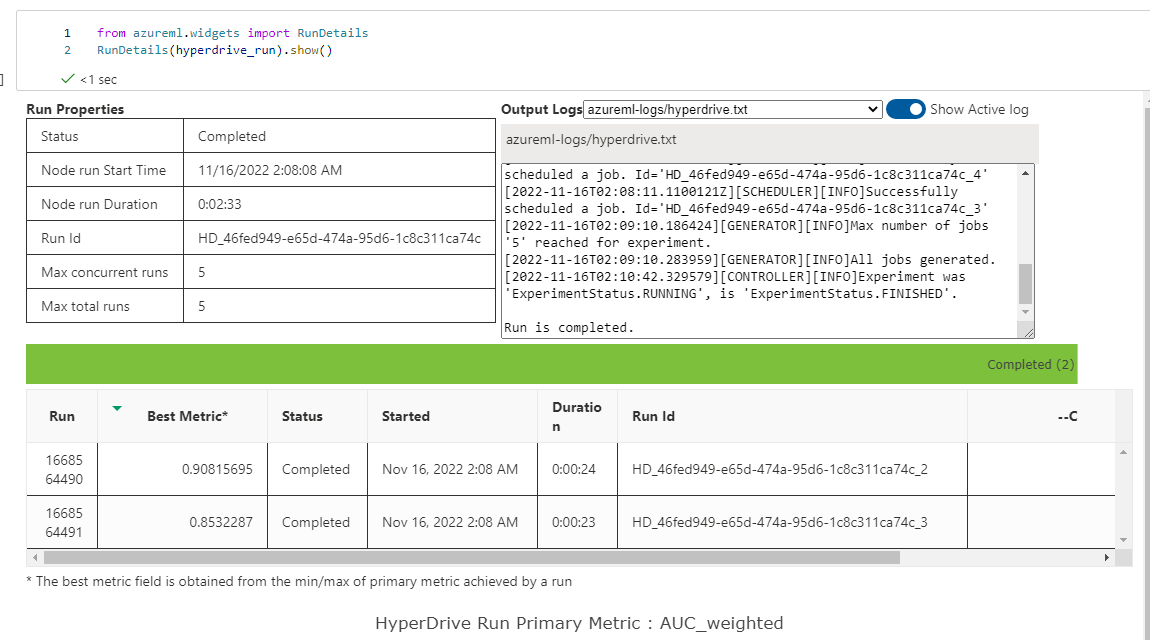 1 from azureml.widgets import RunDetails
2 RunDetails(hyperdrive_run).show()
<1 sec
Run Properties
Status Completed
Node run Start Time 11/16/2022 2:08:08 AM
Node run Duration 0:02:33
Run Id HD_46fed949-e65d-474a-95d6-1c8c311ca74c
Max concurrent runs 5
Max total runs 5
Output Logs azureml-logs/hyperdrive.txt Show Active log
azureml-logs/hyperdrive.txt
scheduled a job. Id='HD_46fed949-e65d-474a-95d6-1c8c311ca74c_4'
[2022-11-16T02:08:11.1100121Z][SCHEDULER][INFO]Successfully
scheduled a job. Id='HD_46fed949-e65d-474a-95d6-1c8c311ca74c_3'
[2022-11-16T02:09:10.186424][GENERATOR][INFO]Max number of jobs
'5' reached for experiment.
[2022-11-16T02:09:10.283959][GENERATOR][INFO]All jobs generated.
[2022-11-16T02:10:42.329579][CONTROLLER][INFO]Experiment was
'ExperimentStatus.RUNNING', is 'ExperimentStatus.FINISHED'.
Run is completed.
Completed (2)
Run Best Metric* Status Started Duratio
n Run Id --C
16685
64490 0.90815695 Completed Nov 16, 2022 2:08 AM 0:00:24 HD_46fed949-e65d-474a-95d6-1c8c311ca74c_2
16685
64491 0.8532287 Completed Nov 16, 2022 2:08 AM 0:00:23 HD_46fed949-e65d-474a-95d6-1c8c311ca74c_3
* The best metric field is obtained from the min/max of primary metric achieved by a run
HyperDrive Run Primary Metric : AUC_weighted